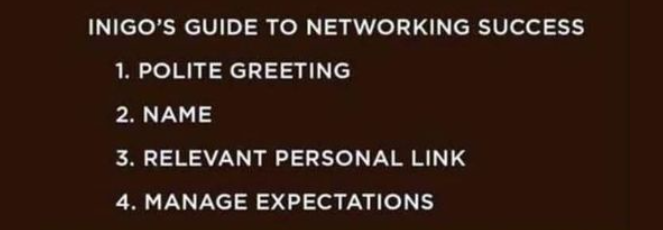 INIGO'S GUIDE TO NETWORKING SUCCESS
1. POLITE GREETING
2. NAME
3. RELEVANT PERSONAL LINK
4. MANAGE EXPECTATIONS